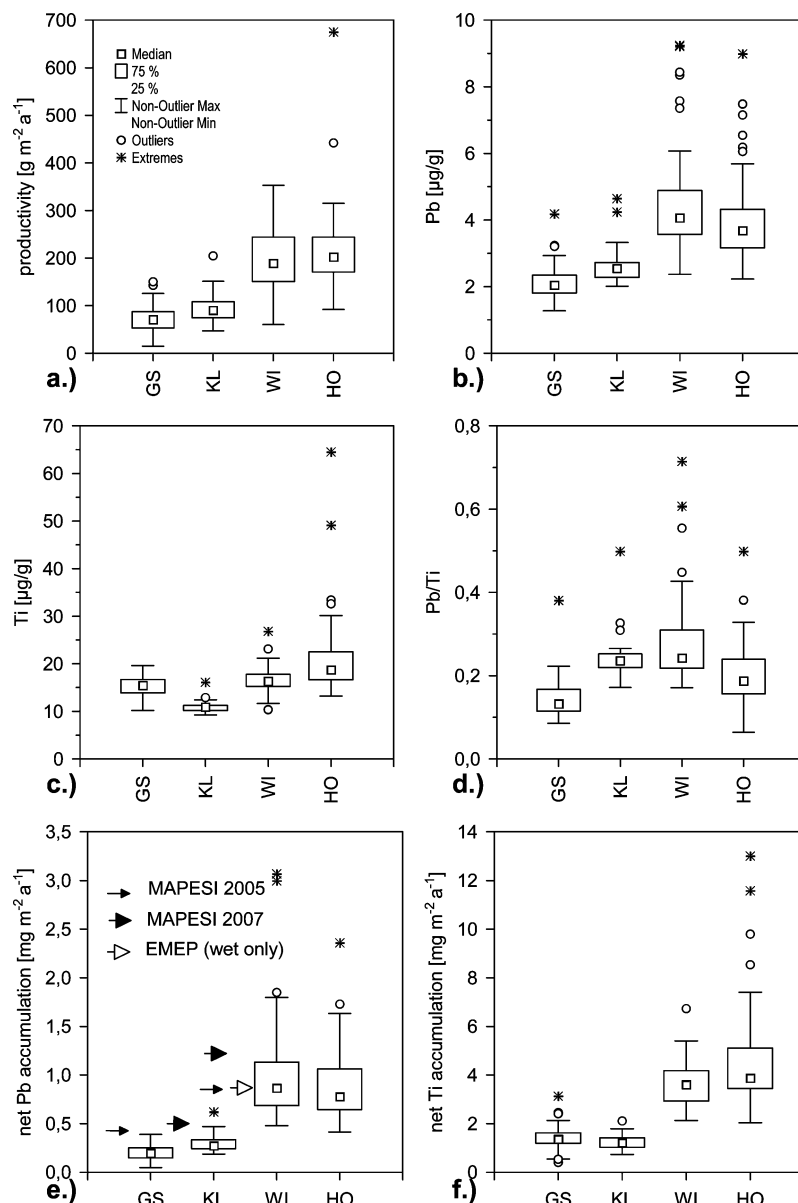 700
600
500
400
300
200
100
0
productivity [g m⁻² a⁻¹]
Median
75 %
25 %
Non-Outlier Max
Non-Outlier Min
Outliers
Extremes
GS
KL
WI
HO
a.)
10
8
6
4
2
0
Pb [µg/g]
GS
KL
WI
HO
b.)
70
60
50
40
30
20
10
0
Ti [µg/g]
GS
KL
WI
HO
c.)
0,8
0,6
0,4
0,2
0,0
Pb/Ti
GS
KL
WI
HO
d.)
3,5
3,0
2,5
2,0
1,5
1,0
0,5
0,0
net Pb accumulation [mg m⁻² a⁻¹]
MAPESI 2005
MAPESI 2007
EMEP (wet only)
GS
KL
WI
HO
e.)
14
12
10
8
6
4
2
0
net Ti accumulation [mg m⁻² a⁻¹]
GS
KL
WI
HO
f.)